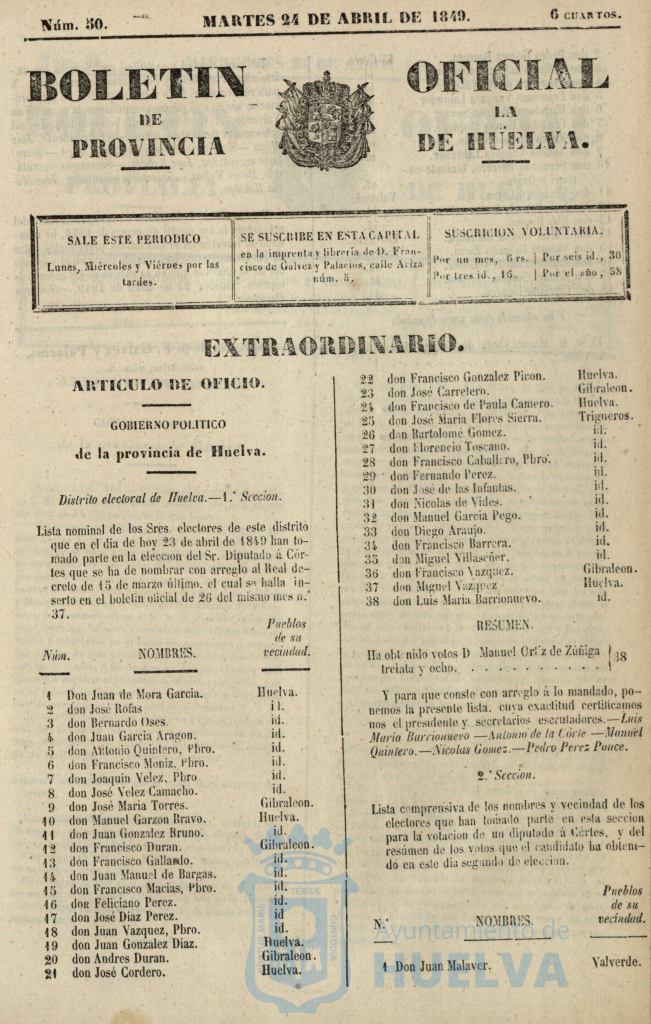 Núm. 50.
MARTES 24 DE ABRIL DE 1849.
6 CUARTOS.
BOLETIN OFICIAL
DE LA
PROVINCIA DE HUELVA.
SALE ESTE PERIODICO
Lunes, Miércoles y Viérnes por las
tardes.
SE SUSCRIBE EN ESTA CAPITAL
en la imprenta y librería de D. Fran-
cisco de Galvez y Palacios, calle Ariza
núm. 5.
SUSCRICION VOLUNTARIA.
Por un mes, 6 rs. | Por seis id., 30
Por tres id., 16. | Por el año, 58
EXTRAORDINARIO.
ARTICULO DE OFICIO.
GOBIERNO POLITICO
de la provincia de Huelva.
Distrito electoral de Huelva.—1.ª Seccion.
Lista nominal de los Sres. electores de este distrito
que en el dia de hoy 23 de abril de 1849 han to-
mado parte en la eleccion del Sr. Diputado á Cór-
tes que se ha de nombrar con arreglo al Real de-
creto de 15 de marzo último, el cual se halla in-
serto en el boletin oficial de 26 del mismo mes n.º
37.
Pueblos
de su
Núm. NOMBRES. vecindad.
1 Don Juan de Mora Garcia. Huelva.
2 don José Rofas id.
3 don Bernardo Oses. id.
4 don Juan Garcia Aragon. id.
5 don Antonio Quintero, Pbro. id.
6 don Francisco Moniz, Pbro. id.
7 don Joaquin Velez, Pbro id.
8 don José Velez Camacho. id.
9 don José Maria Torres. Gibraleon.
10 don Manuel Garzon Bravo. Huelva.
11 don Juan Gonzalez Bruno. id.
12 don Francisco Duran. Gibraleon.
13 don Francisco Gallardo. id.
14 don Juan Manuel de Bargas. id.
15 don Francisco Macias, Pbro. id.
16 don Feliciano Perez. id.
17 don José Diaz Perez. id
18 don Juan Vazquez, Pbro. id.
19 don Juan Gonzalez Diaz. Huelva.
20 don Andres Duran. Gibraleon.
21 don José Cordero. Huelva.
22 don Francisco Gonzalez Picon. Huelva.
23 don José Carretero. Gibraleon.
24 don Francisco de Paula Camero. Huelva.
25 don José Maria Flores Sierra. Trigueros.
26 don Bartolomé Gomez. id.
27 don Florencio Toscano. id.
28 don Francisco Caballero, Pbro. id.
29 don Fernando Perez. id.
30 don José de las Infantas. id.
31 don Nicolas de Vides. id.
32 don Manuel Garcia Pego. id.
33 don Diego Araujo. id.
34 don Francisco Barrera. id.
35 don Miguel Villaseñer. id.
36 don Francisco Vazquez. Gibraleon.
37 don Miguel Vazquez Huelva.
38 don Luis Maria Barrionuevo. id.
RESUMEN.
Ha obtenido votos D Manuel Ortiz de Zúñiga
treinta y ocho. . . . . . . . . . . 38
Y para que conste con arreglo á lo mandado, po-
nemos la presente lista, cuya exactitud certificamos
nos el presidente y secretarios escrutadores.—Luis
Maria Barrionuevo—Antonio de la Córte—Manuel
Quintero.—Nicolas Gomez.—Pedro Perez Ponce.
2.ª Seccion.
Lista comprensiva de los nombres y vecindad de los
electores que han tomado parte en esta seccion
para la votacion de un diputado á Córtes, y del
resúmen de los votos que el candidato ha obteni-
do en este dia segundo de eleccion.
Pueblos
de su
N.º NOMBRES. vecindad.
1 Don Juan Malaver. Valverde.
Ayuntamiento de
HUELVA